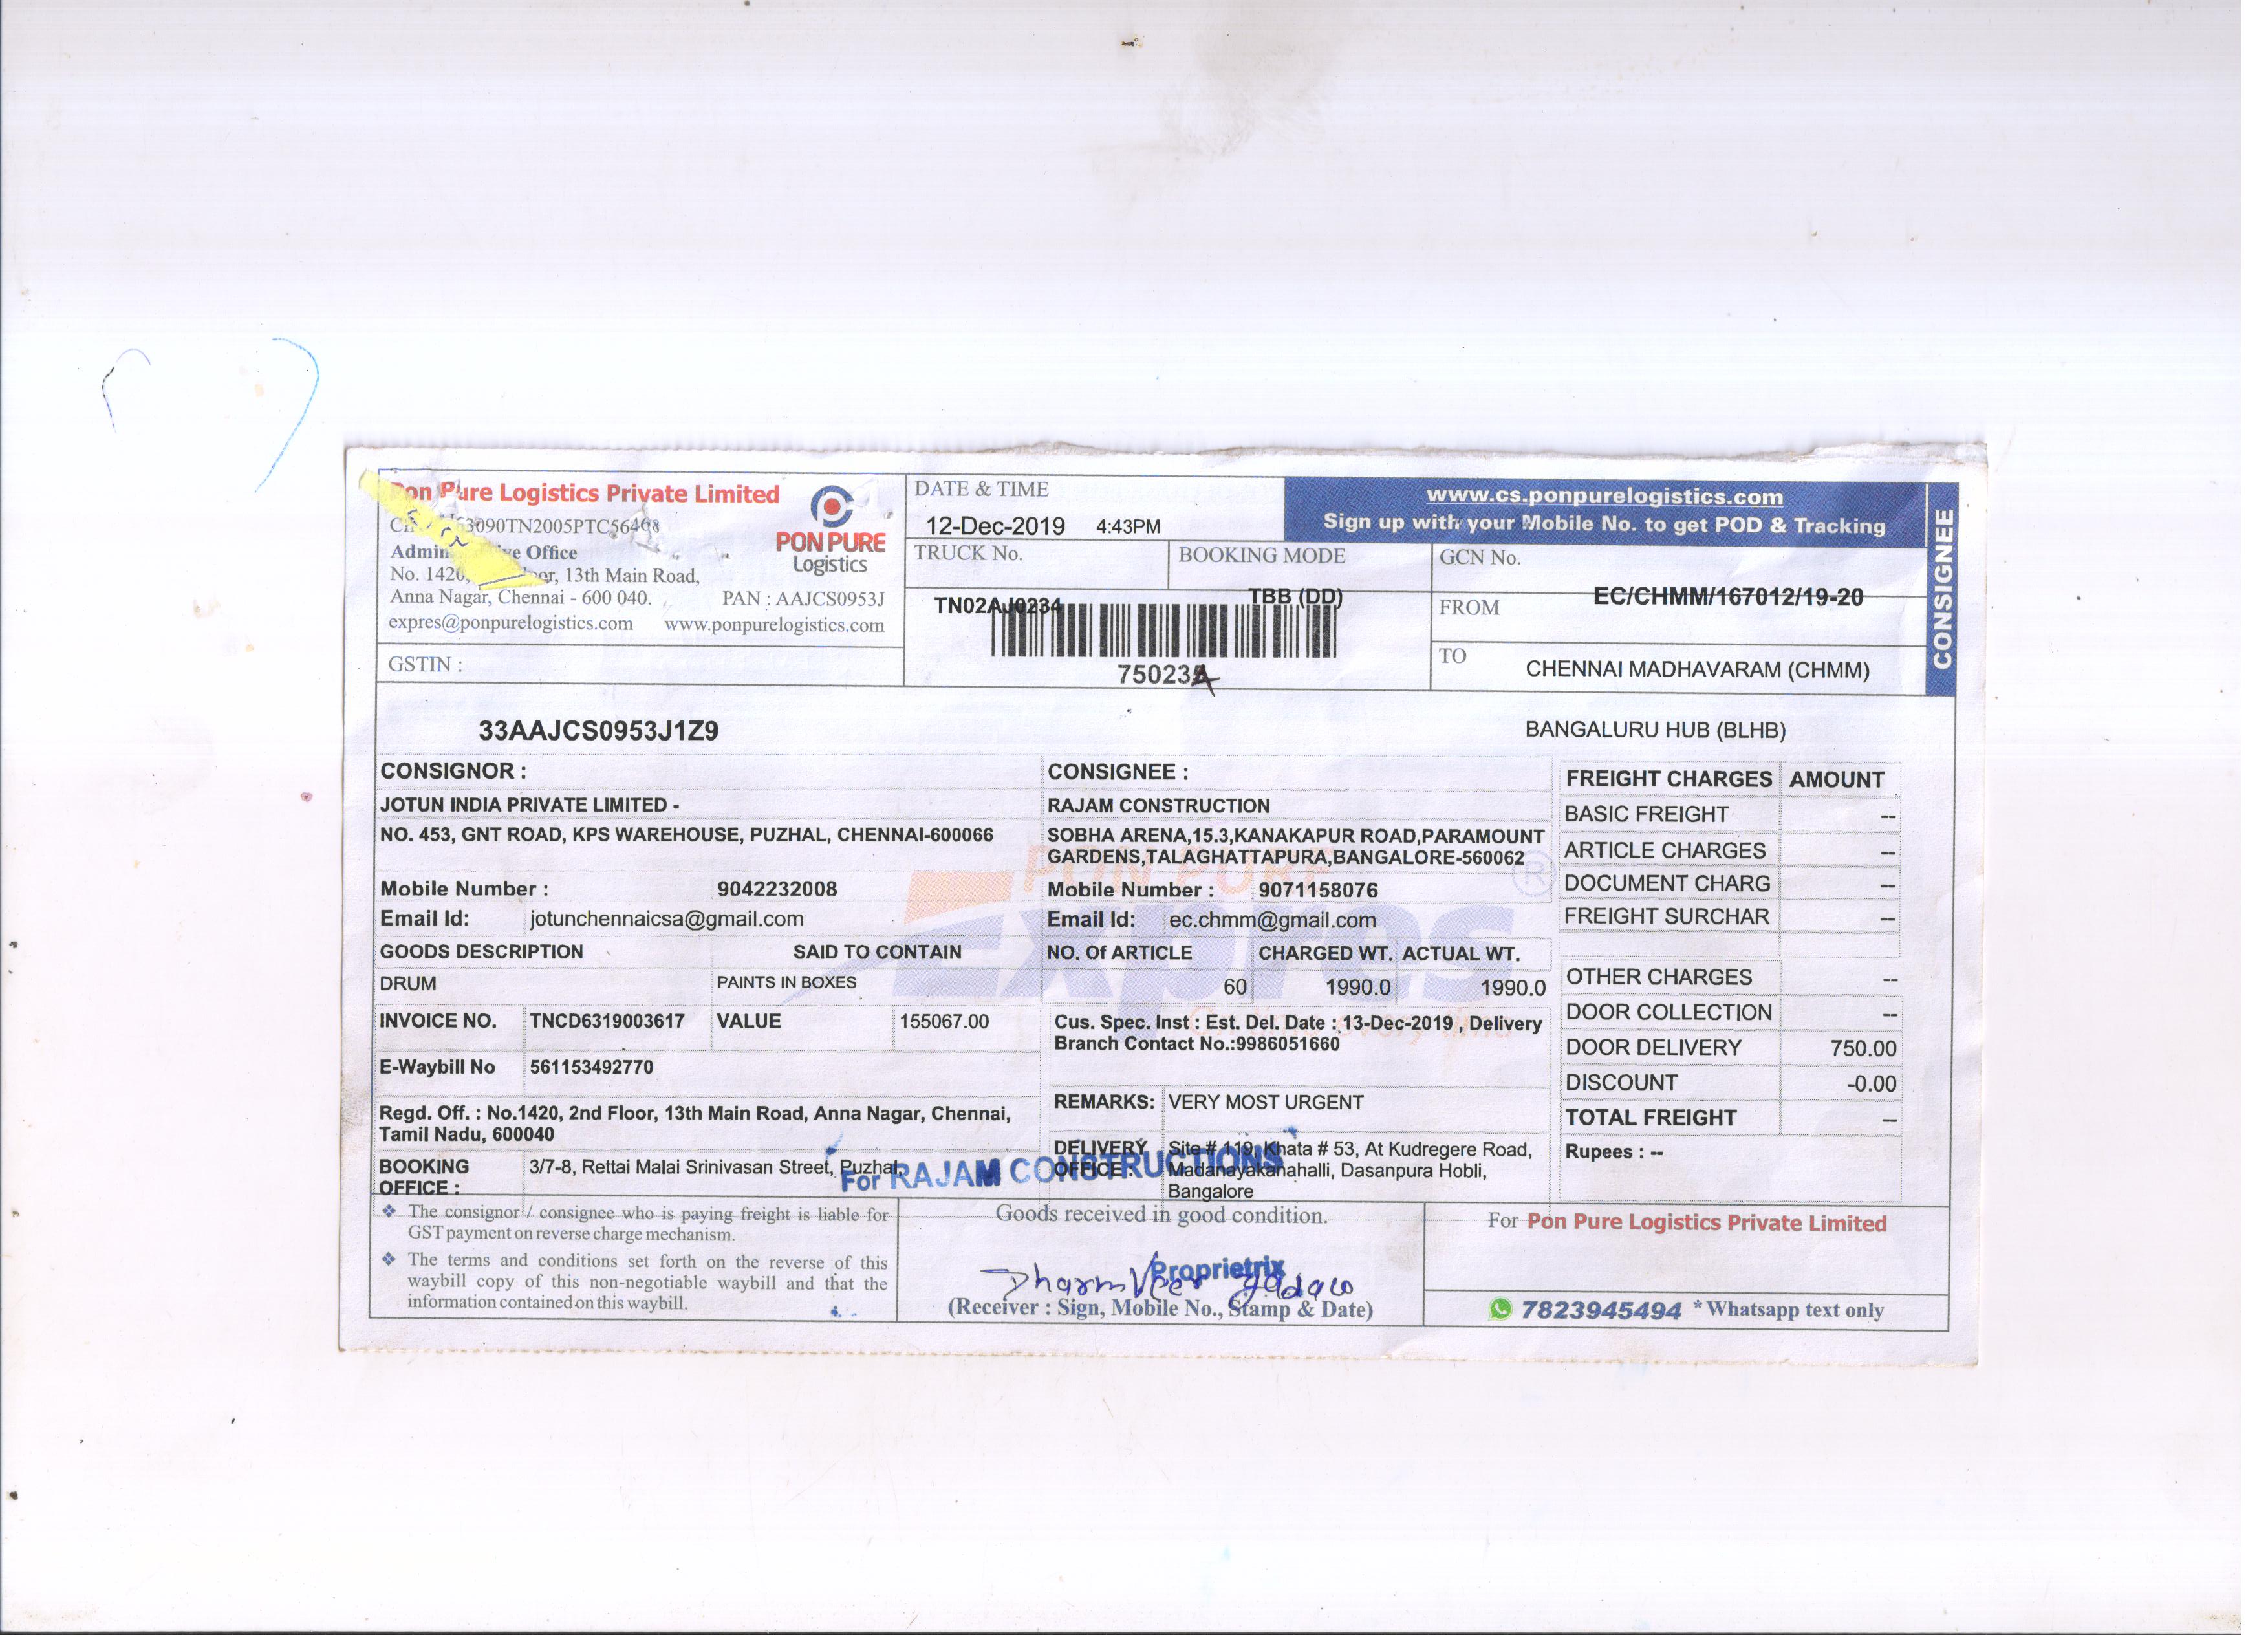 Pon Pure Logistics Private Limited
3090TN2005PTC56468
Office
No. 1420, 13th Main Road,
Anna Nagar, Chennai - 600 040. PAN : AAJCS0953J
expres@ponpurelogistics.com www.ponpurelogistics.com
PON PURE
Logistics
GSTIN :
33AAJCS0953J1Z9
DATE & TIME
12-Dec-2019 4:43PM
TRUCK No. BOOKING MODE
TN02AJ0234 TBB (DD)
75023
www.cs.ponpurelogistics.com
Sign up with your Mobile No. to get POD & Tracking
GCN No.
EC/CHMM/167012/19-20
FROM
TO
CHENNAI MADHAVARAM (CHMM)
BANGALURU HUB (BLHB)
CONSIGNEE
CONSIGNOR :
JOTUN INDIA PRIVATE LIMITED -
NO. 453, GNT ROAD, KPS WAREHOUSE, PUZHAL, CHENNAI-600066
Mobile Number : 9042232008
Email Id: jotunchennaicsa@gmail.com
CONSIGNEE :
RAJAM CONSTRUCTION
SOBHA ARENA,15.3,KANAKAPUR ROAD,PARAMOUNT
GARDENS,TALAGHATTAPURA,BANGALORE-560062
Mobile Number : 9071158076
Email Id: ec.chmm@gmail.com
PON PURE
Expres
®
On time every time
GOODS DESCRIPTION SAID TO CONTAIN
DRUM PAINTS IN BOXES
NO. Of ARTICLE CHARGED WT. ACTUAL WT.
60 1990.0 1990.0
INVOICE NO. TNCD6319003617 VALUE 155067.00
E-Waybill No 561153492770
Cus. Spec. Inst : Est. Del. Date : 13-Dec-2019 , Delivery
Branch Contact No.:9986051660
Regd. Off. : No.1420, 2nd Floor, 13th Main Road, Anna Nagar, Chennai,
Tamil Nadu, 600040
REMARKS: VERY MOST URGENT
BOOKING
OFFICE :
3/7-8, Rettai Malai Srinivasan Street, Puzhal,
DELIVERY
OFFICE :
Site # 119, Khata # 53, At Kudregere Road,
Madanayakanahalli, Dasanpura Hobli,
Bangalore
FREIGHT CHARGES AMOUNT
BASIC FREIGHT --
ARTICLE CHARGES --
DOCUMENT CHARG --
FREIGHT SURCHAR --
OTHER CHARGES --
DOOR COLLECTION --
DOOR DELIVERY 750.00
DISCOUNT -0.00
TOTAL FREIGHT --
Rupees : --
For RAJAM CONSTRUCTIONS
❖ The consignor / consignee who is paying freight is liable for
GST payment on reverse charge mechanism.
❖ The terms and conditions set forth on the reverse of this
waybill copy of this non-negotiable waybill and that the
information contained on this waybill.
Goods received in good condition.
Proprietrix
Dharmveer Yadaw
(Receiver : Sign, Mobile No., Stamp & Date)
For Pon Pure Logistics Private Limited
7823945494 * Whatsapp text only